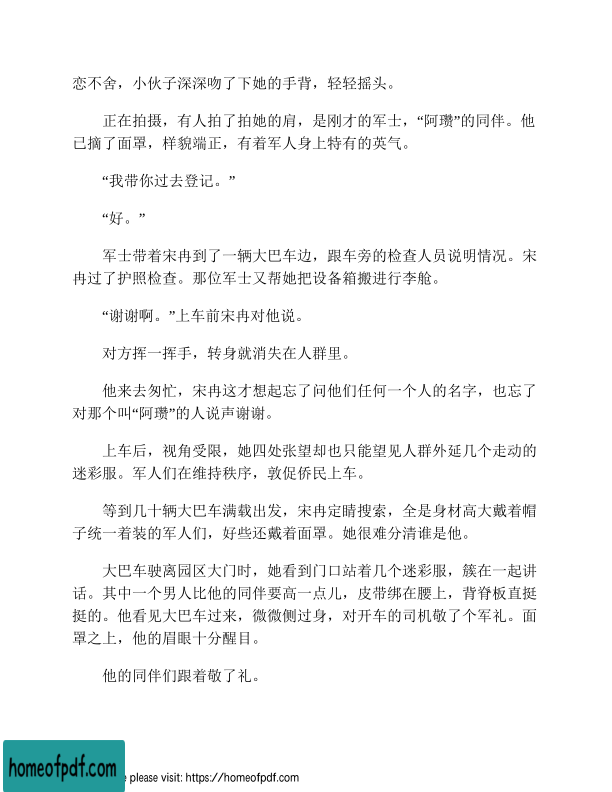 恋不舍，小伙子深深吻了下她的手背，轻轻摇头。
正在拍摄，有人拍了拍她的肩，是刚才的军士，“阿瓒”的同伴。他
已摘了面罩，样貌端正，有着军人身上特有的英气。
“我带你过去登记。”
“好。”
军士带着宋冉到了一辆大巴车边，跟车旁的检查人员说明情况。宋
冉过了护照检查。那位军士又帮她把设备箱搬进行李舱。
“谢谢啊。”上车前宋冉对他说。
对方挥一挥手，转身就消失在人群里。
他来去匆忙，宋冉这才想起忘了问他们任何一个人的名字，也忘了
对那个叫“阿瓒”的人说声谢谢。
上车后，视角受限，她四处张望却也只能望见人群外延几个走动的
迷彩服。军人们在维持秩序，敦促侨民上车。
等到几十辆大巴车满载出发，宋冉定睛搜索，全是身材高大戴着帽
子统一着装的军人们，好些还戴着面罩。她很难分清谁是他。
大巴车驶离园区大门时，她看到门口站着几个迷彩服，簇在一起讲
话。其中一个男人比他的同伴要高一点儿，皮带绑在腰上，背脊板直挺
挺的。他看见大巴车过来，微微侧过身，对开车的司机敬了个军礼。面
罩之上，他的眉眼十分醒目。
他的同伴们跟着敬了礼。
homeofpdf.com
e please visit: https://homeofpdf.com